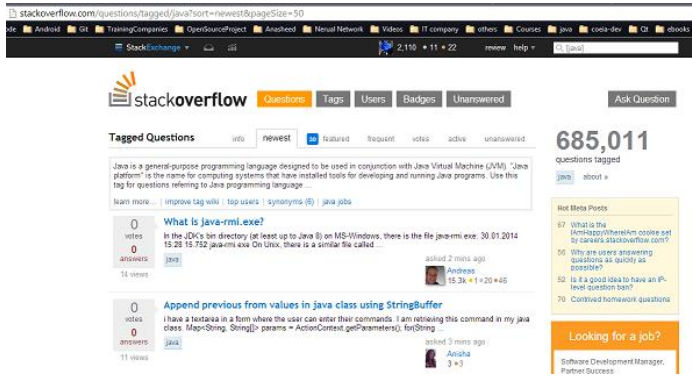 stackoverflow.com/questions/tagged/java?sort=newest&pageSize=50
ode Android Git TrainingCompanies OpenSourceProject Anasheed Nerual Network Videos IT company others Courses java coeia-dev Qt ebooks
StackExchange 2,110 11 22 review help [java]
stackoverflow Questions Tags Users Badges Unanswered Ask Question
Tagged Questions info newest 30 featured frequent votes active unanswered
685,011
questions tagged
java about »
Java is a general-purpose programming language designed to be used in conjunction with Java Virtual Machine (JVM). "Java
platform" is the name for computing systems that have installed tools for developing and running Java programs. Use this
tag for questions referring to Java programming language ...
learn more... | improve tag wiki | top users | synonyms (6) | java jobs
0
votes
0
answers
14 views
What is java-rmi.exe?
In the JDK's bin directory (at least up to Java 8) on MS-Windows, there is the file java-rmi.exe: 30.01.2014
15:28 15.752 java-rmi.exe On Unix, there is a similar file called ...
java
asked 2 mins ago
Andreas
15.3k 1 20 46
0
votes
0
answers
11 views
Append previous from values in java class using StringBuffer
i have a textarea in a form where the user can enter their commands. I am retrieving this command in my java
class. Map<String, String[]> params = ActionContext.getParameters(); for(String ...
java
asked 3 mins ago
Anisha
3 3
Hot Meta Posts
67 What is the
IAmHappyWhereIAm cookie set
by careers.stackoverflow.com?
56 Why are users answering
questions as quickly as
possible?
52 Is it a good idea to have an IP-
level question ban?
70 Contrived homework questions
Looking for a job?
Software Development Manager,
Partner Success